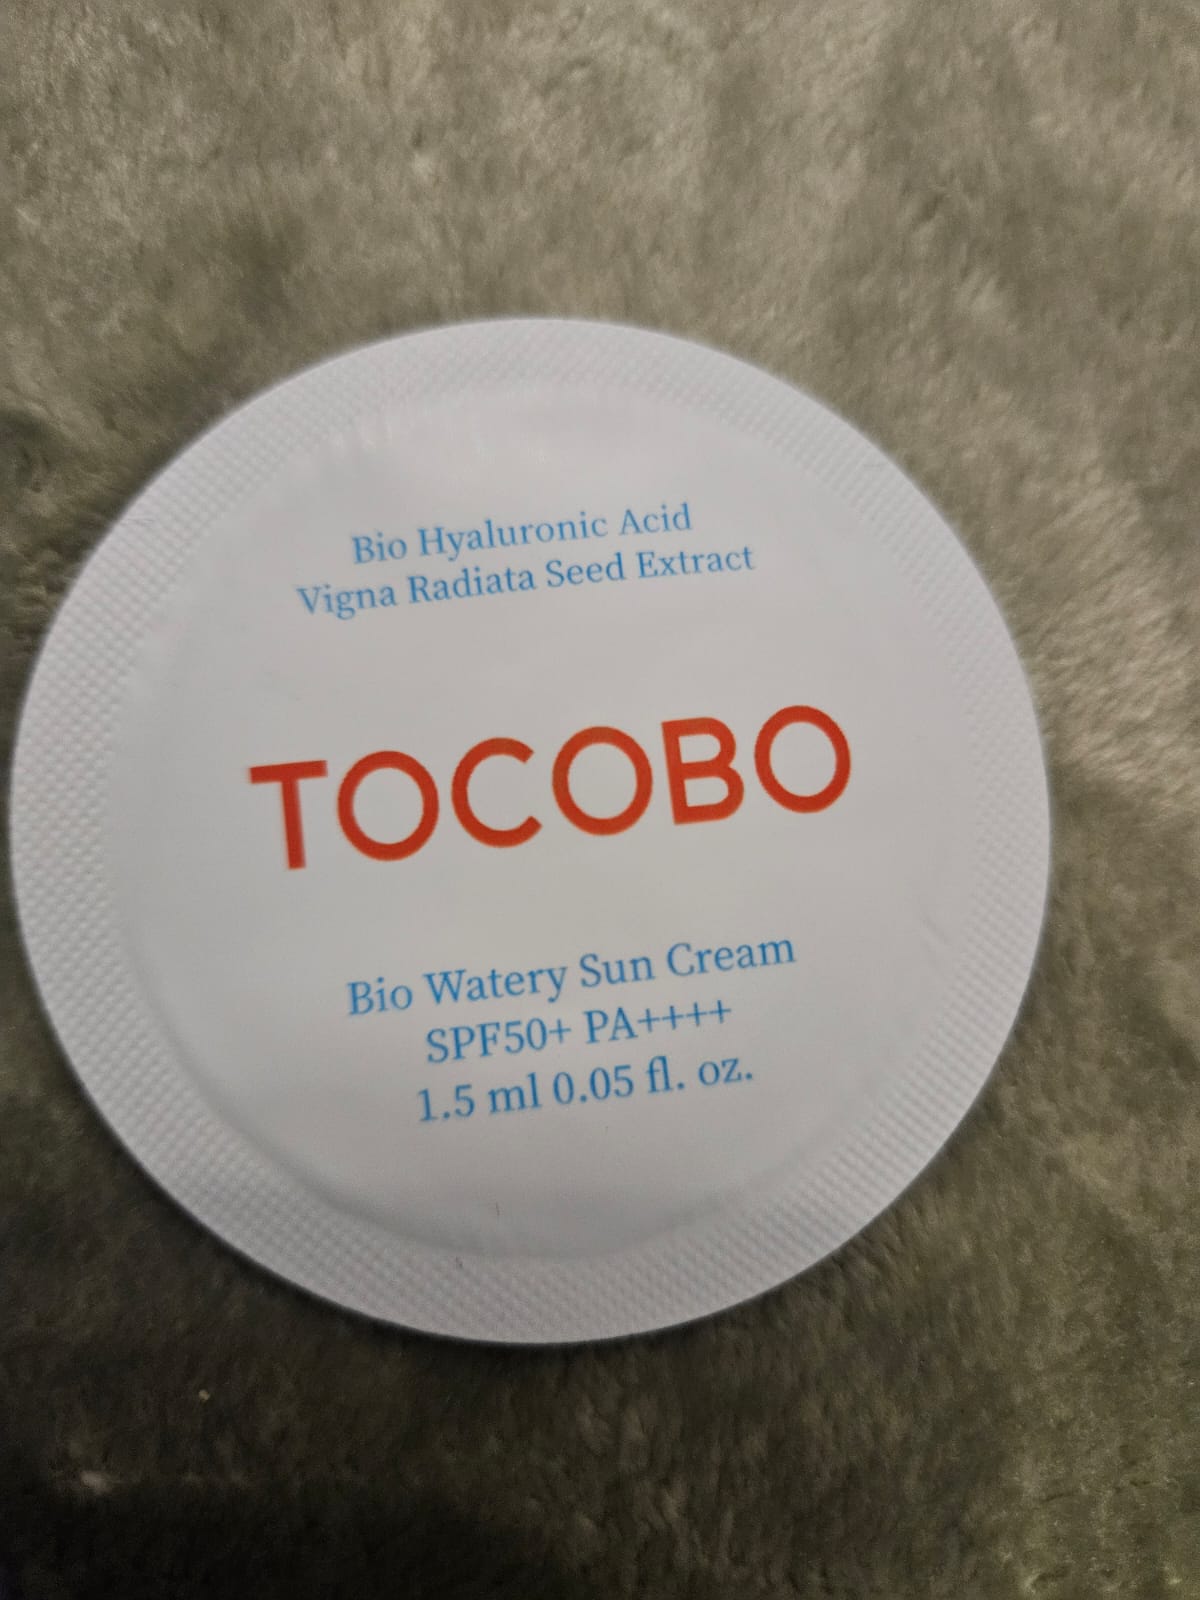 Bio Hyaluronic Acid
Vigna Radiata Seed Extract
TOCOBO
Bio Watery Sun Cream
SPF50+ PA++++
1.5 ml 0.05 fl. oz.